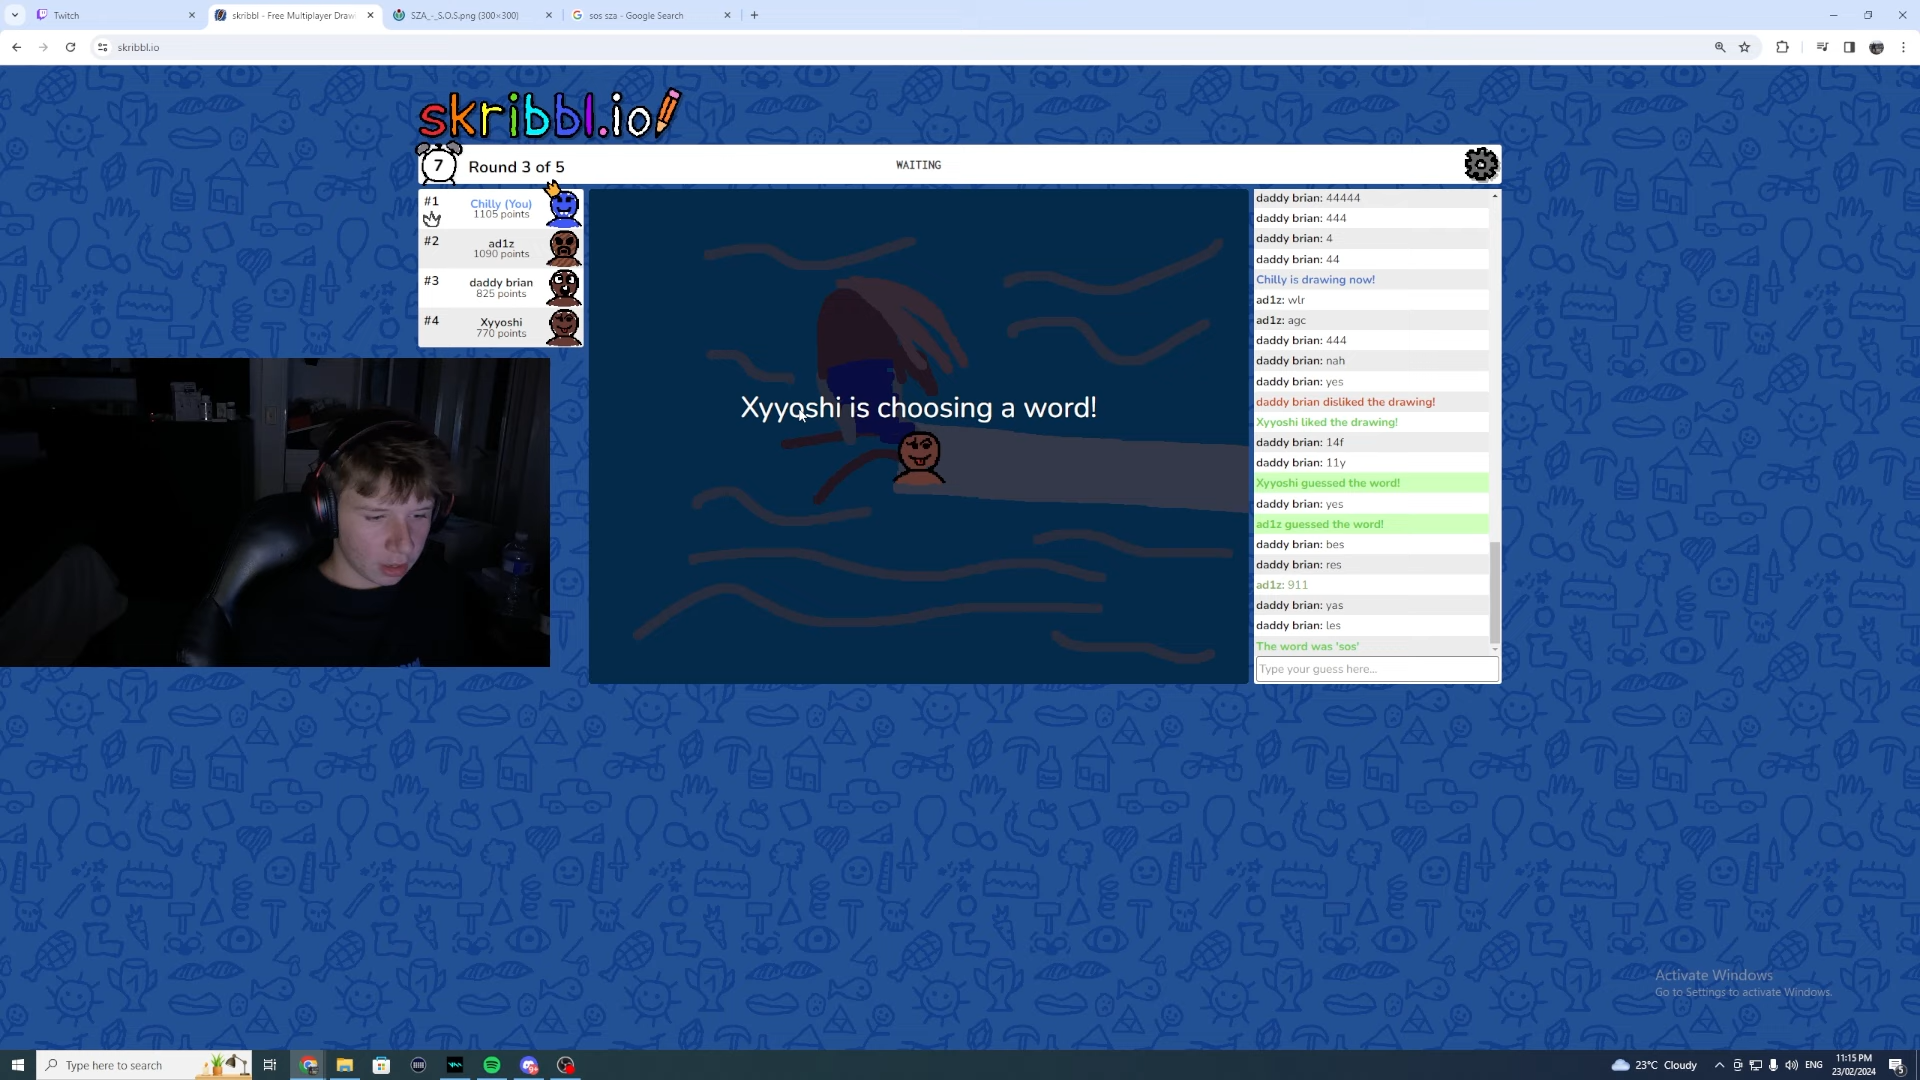 Twitch
skribbl - Free Multiplayer Draw
SZA_-_S.O.S.png (300×300)
sos sza - Google Search
skribbl.io
skribbl.io
7
Round 3 of 5
WAITING
#1
Chilly (You)
1105 points
#2
ad1z
1090 points
#3
daddy brian
825 points
#4
Xyyoshi
770 points
Xyyoshi is choosing a word!
daddy brian: 44444
daddy brian: 444
daddy brian: 4
daddy brian: 44
Chilly is drawing now!
ad1z: wlr
ad1z: agc
daddy brian: 444
daddy brian: nah
daddy brian: yes
daddy brian disliked the drawing!
Xyyoshi liked the drawing!
daddy brian: 14f
daddy brian: 11y
Xyyoshi guessed the word!
daddy brian: yes
ad1z guessed the word!
daddy brian: bes
daddy brian: res
ad1z: 911
daddy brian: yas
daddy brian: les
The word was 'sos'
Type your guess here...
Activate Windows
Go to Settings to activate Windows.
Type here to search
23°C Cloudy
ENG
11:15 PM
23/02/2024
5